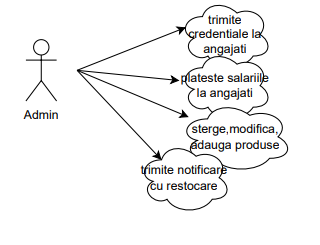 trimite
credentiale la
angajati
plateste salariile
la angajati
Admin
sterge,modifica,
adauga produse
trimite notificare
cu restocare